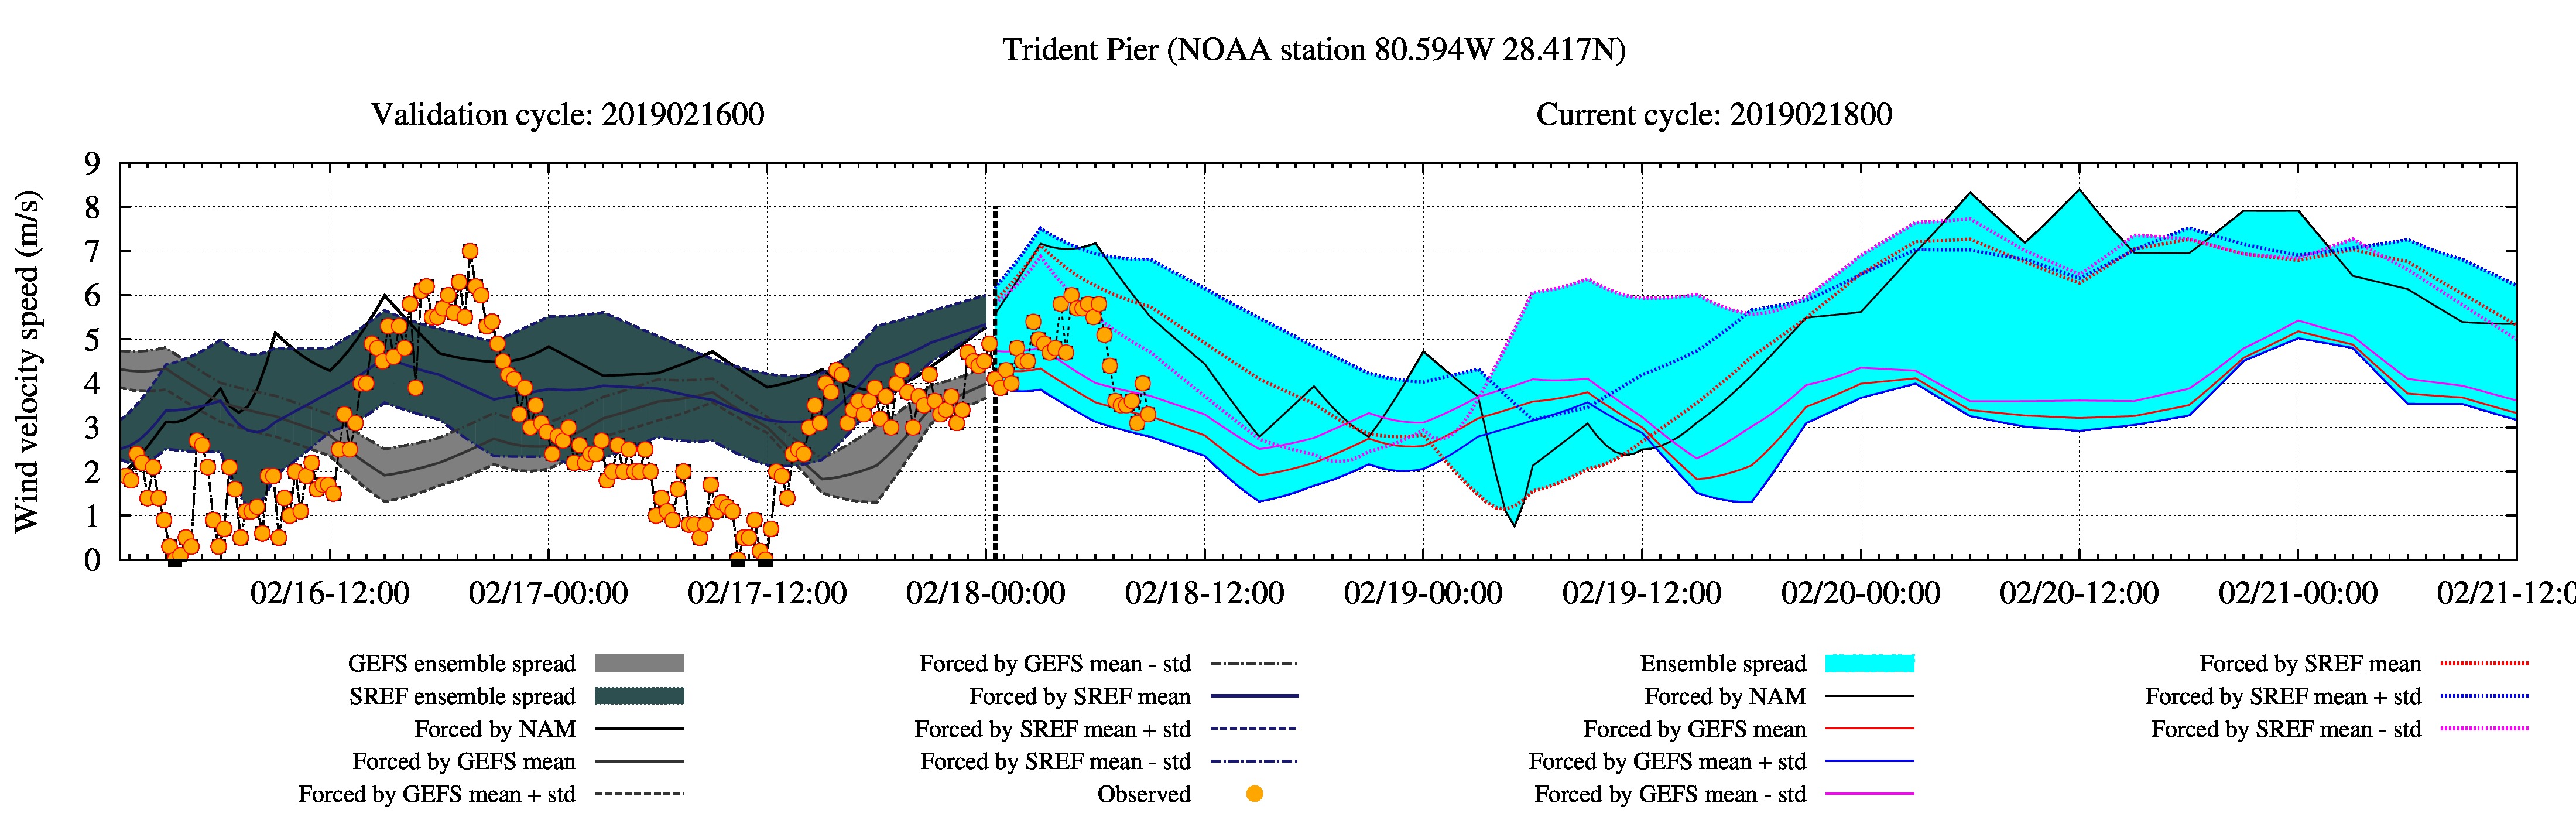 Trident Pier (NOAA station 80.594W 28.417N)
Validation cycle: 2019021600
Current cycle: 2019021800
Wind velocity speed (m/s)
9
8
7
6
5
4
3
2
1
0
02/16-12:00 02/17-00:00 02/17-12:00 02/18-00:00 02/18-12:00 02/19-00:00 02/19-12:00 02/20-00:00 02/20-12:00 02/21-00:00 02/21-12:0
GEFS ensemble spread
SREF ensemble spread
Forced by NAM
Forced by GEFS mean
Forced by GEFS mean + std
Forced by GEFS mean - std
Forced by SREF mean
Forced by SREF mean + std
Forced by SREF mean - std
Observed
Ensemble spread
Forced by NAM
Forced by GEFS mean
Forced by GEFS mean + std
Forced by GEFS mean - std
Forced by SREF mean
Forced by SREF mean + std
Forced by SREF mean - std